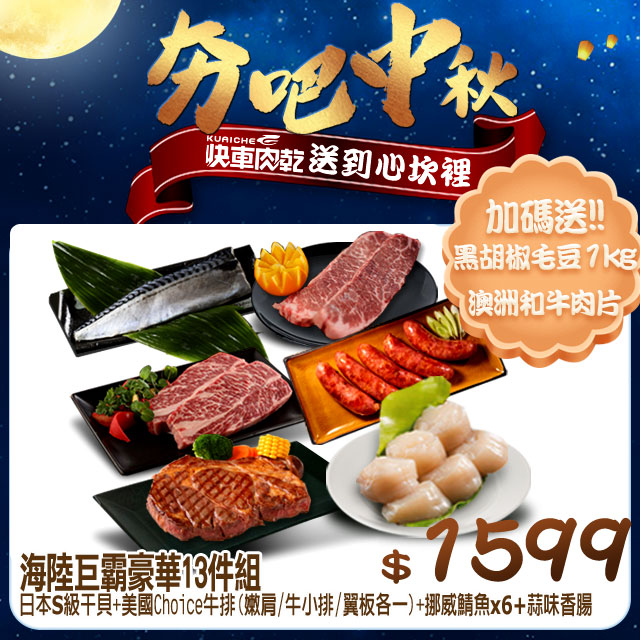 夯吧中秋
KUAICHE
快車肉乾送到心坎裡
加碼送!!
黑胡椒毛豆1kg
澳洲和牛肉片
海陸巨霸豪華13件組
$1599
日本S級干貝+美國Choice牛排(嫩肩/牛小排/翼板各一)+挪威鯖魚x6+蒜味香腸